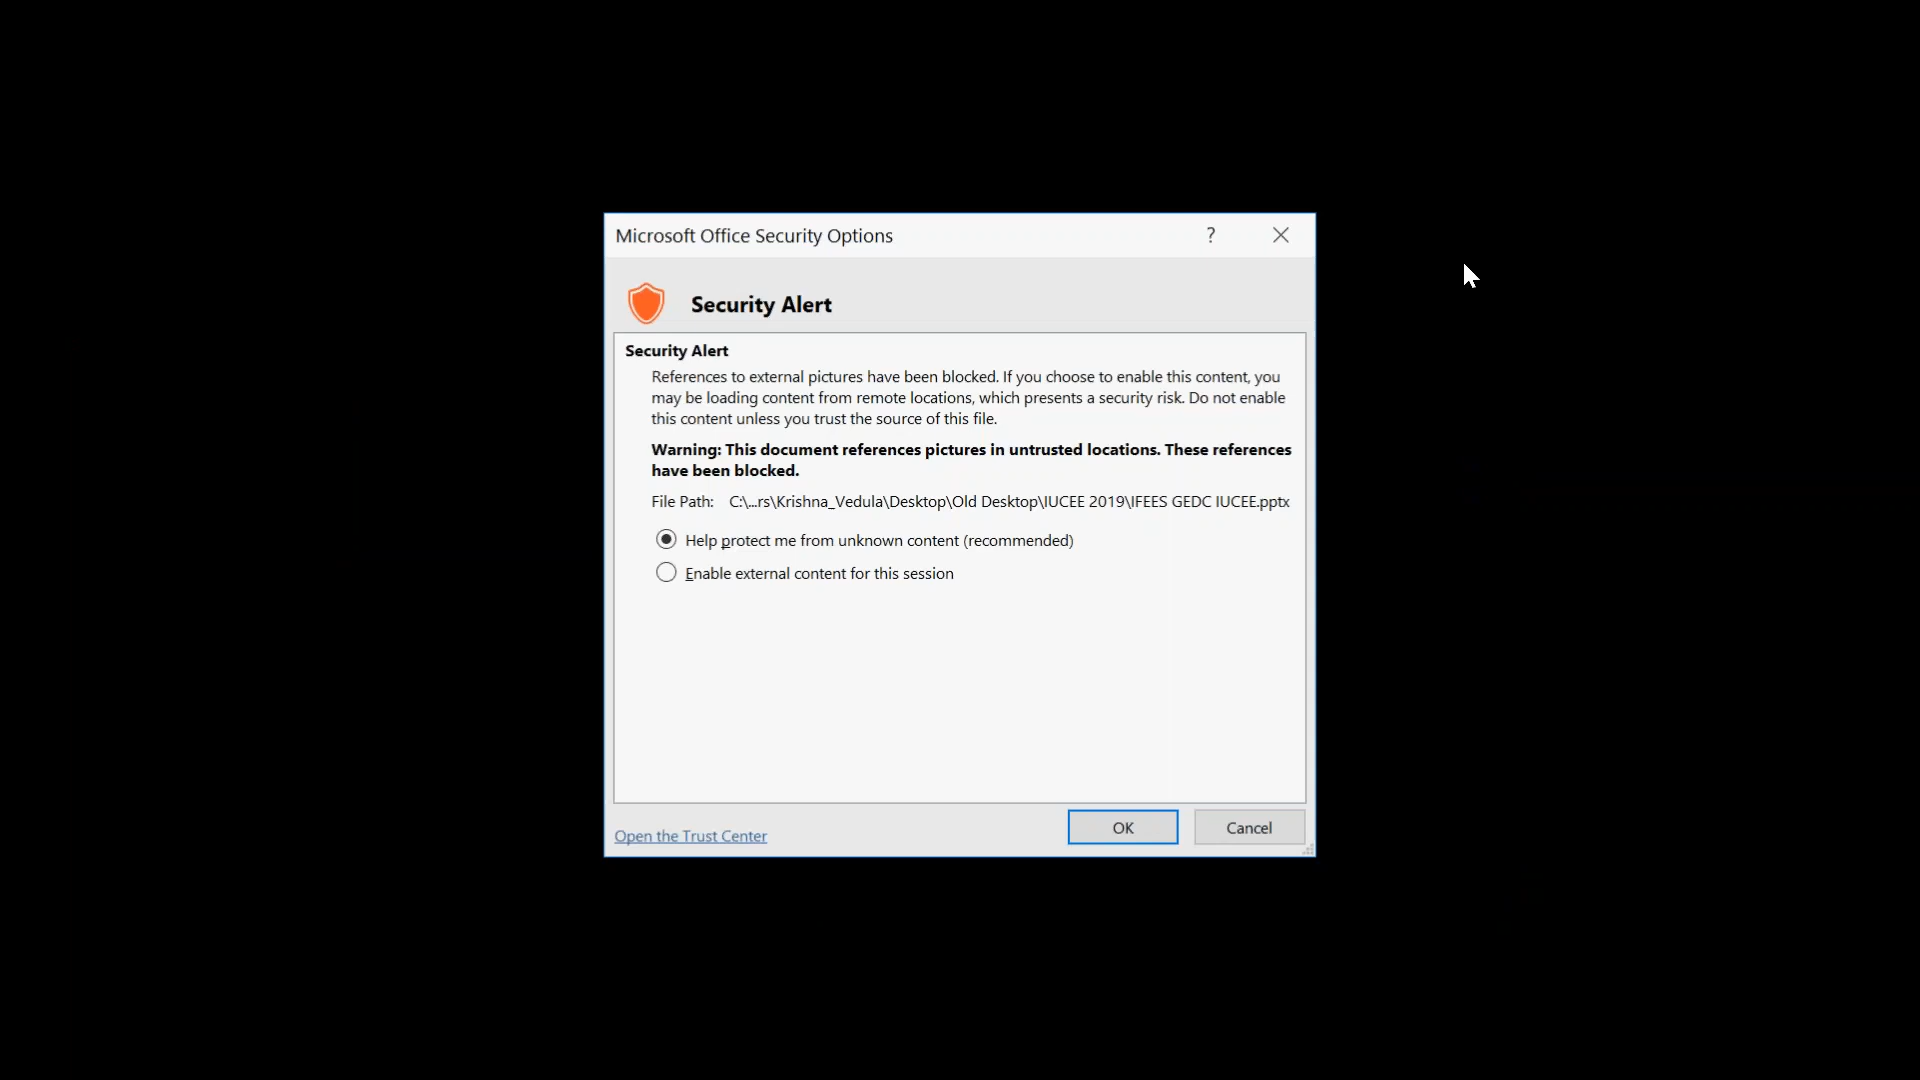 Microsoft Office Security Options
?
Security Alert
Security Alert
References to external pictures have been blocked. If you choose to enable this content, you
may be loading content from remote locations, which presents a security risk. Do not enable
this content unless you trust the source of this file.
Warning: This document references pictures in untrusted locations. These references
have been blocked.
File Path: C:\...rs\Krishna_Vedula\Desktop\Old Desktop\IUCEE 2019\IFEES GEDC IUCEE.pptx
Help protect me from unknown content (recommended)
Enable external content for this session
Open the Trust Center
OK
Cancel